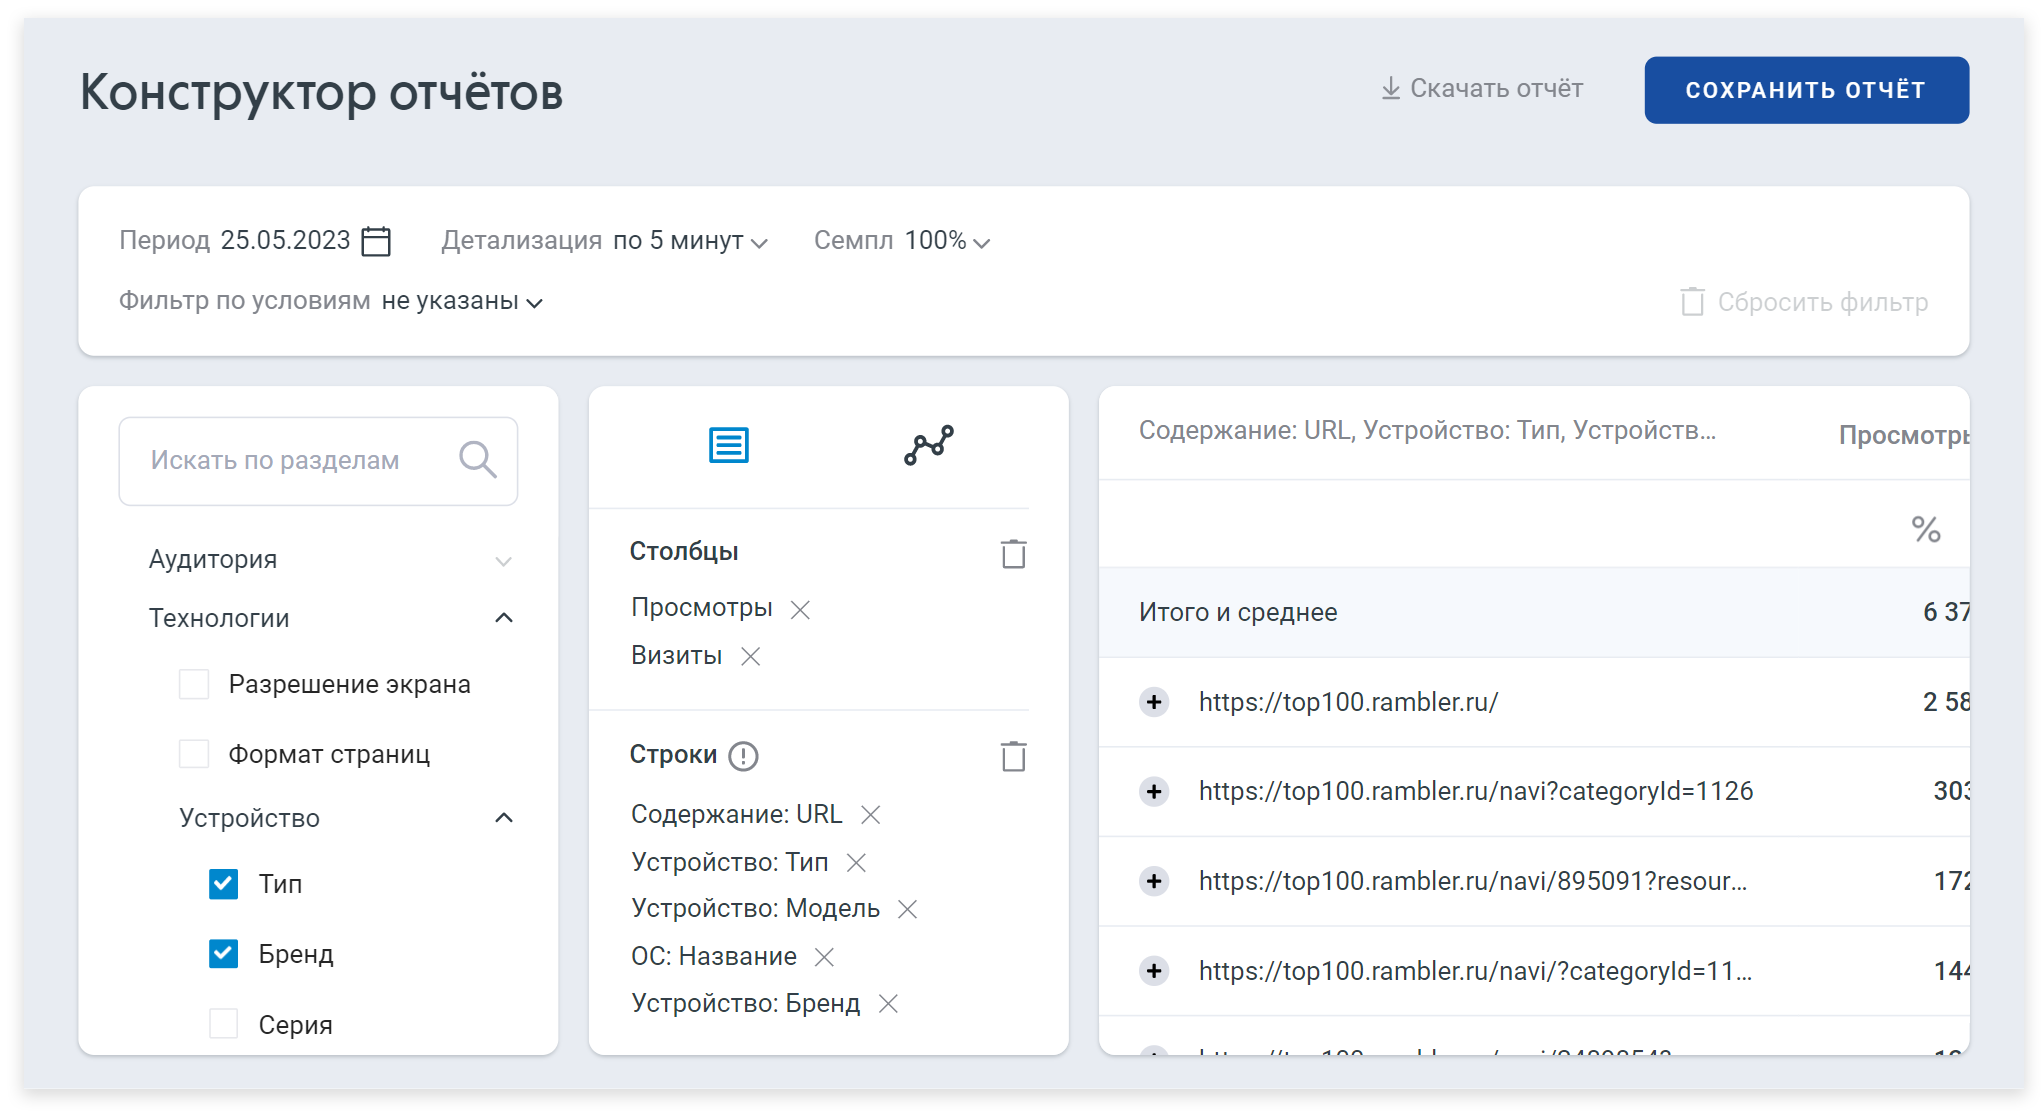 Конструктор отчётов
Скачать отчёт
СОХРАНИТЬ ОТЧЁТ
Период 25.05.2023 Детализация по 5 минут Семпл 100%
Фильтр по условиям не указаны
Сбросить фильтр
Искать по разделам
Аудитория
Технологии
Разрешение экрана
Формат страниц
Устройство
Тип
Бренд
Серия
Столбцы
Просмотры
Визиты
Строки
Содержание: URL
Устройство: Тип
Устройство: Модель
ОС: Название
Устройство: Бренд
Содержание: URL, Устройство: Тип, Устройств... Просмотры
%
Итого и среднее 6 37
https://top100.rambler.ru/ 2 58
https://top100.rambler.ru/navi?categoryId=1126 303
https://top100.rambler.ru/navi/895091?resour... 172
https://top100.rambler.ru/navi/?categoryId=11... 144